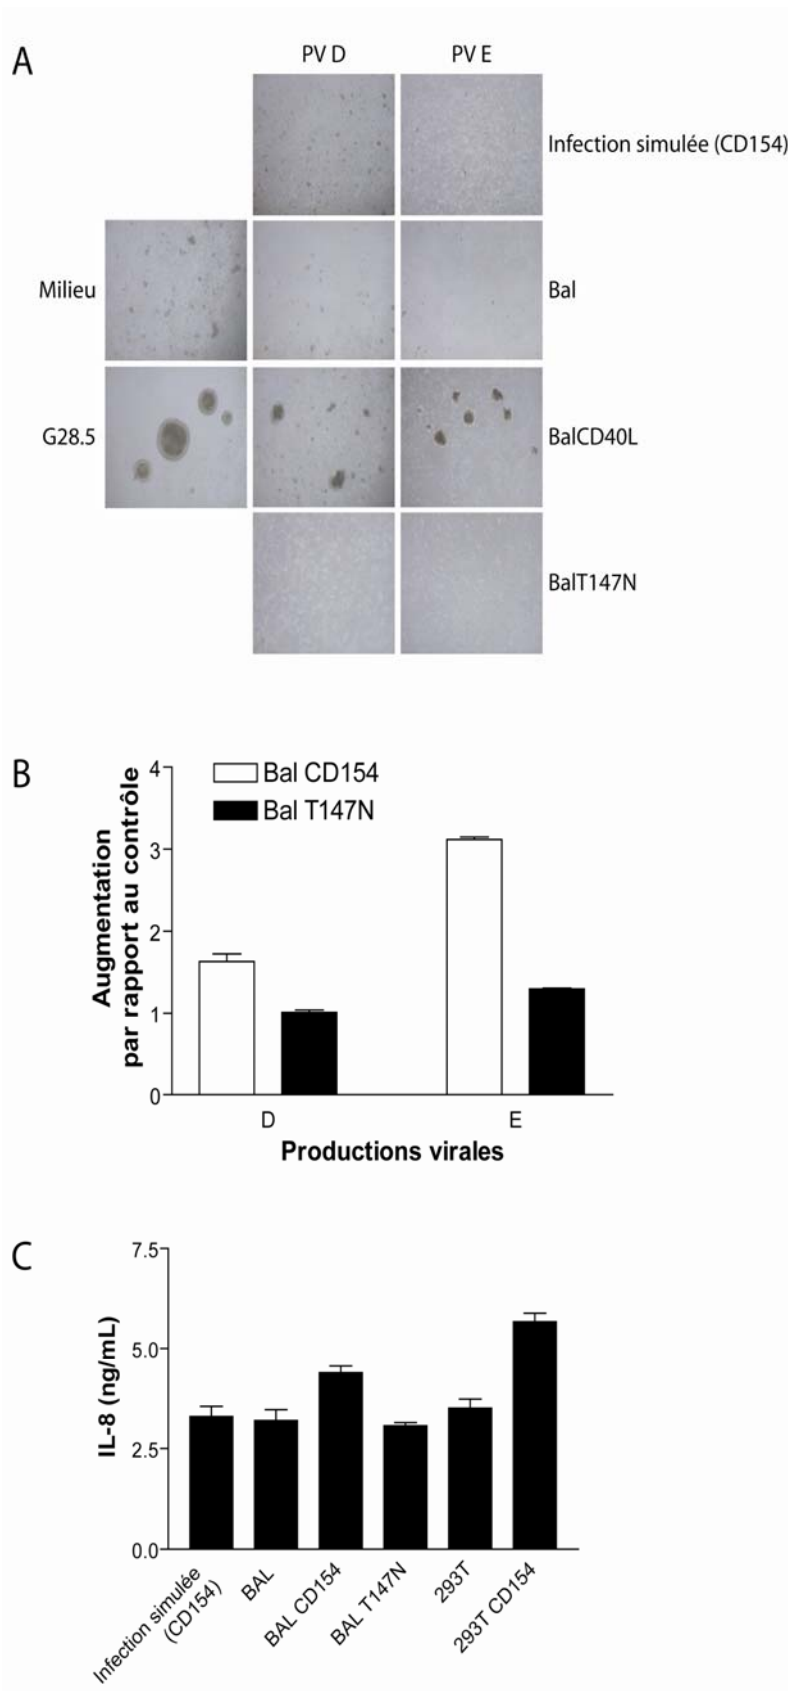 A
PV D
PV E
Infection simulée (CD154)
Milieu
Bal
G28.5
BalCD40L
BalT147N
B
Augmentation
par rapport au contrôle
4
3
2
1
0
Bal CD154
Bal T147N
D
E
Productions virales
C
IL-8 (ng/mL)
7.5
5.0
2.5
0.0
Infection simulée
(CD154)
BAL
BAL CD154
BAL T147N
293T
293T CD154